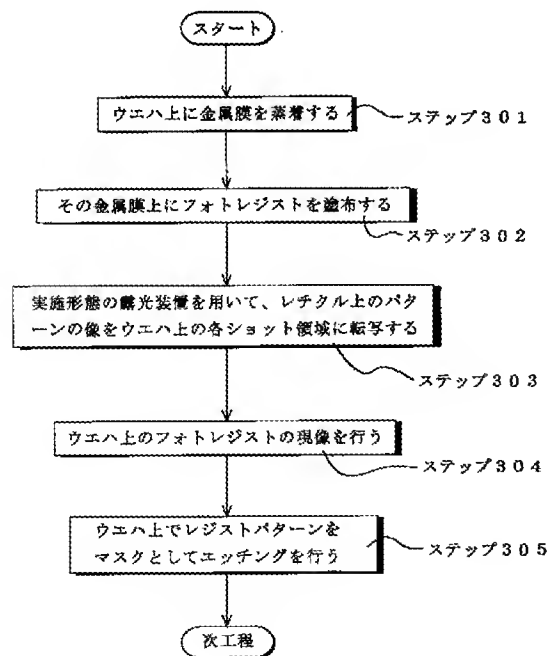 スタート
ウエハ上に金属膜を蒸着する
ステップ301
その金属膜上にフォトレジストを塗布する
ステップ302
実施形態の露光装置を用いて、レチクル上のパタ
ーンの像をウエハ上の各ショット領域に転写する
ステップ303
ウエハ上のフォトレジストの現像を行う
ステップ304
ウエハ上でレジストパターンを
マスクとしてエッチングを行う
ステップ305
次工程